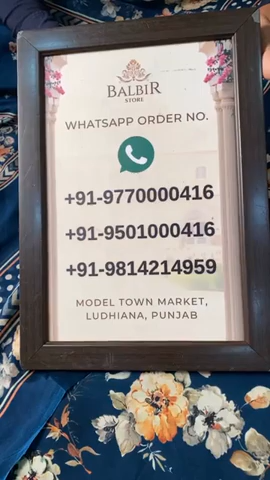 BALBIR
STORE
WHATSAPP ORDER NO.
+91-9770000416
+91-9501000416
+91-9814214959
MODEL TOWN MARKET,
LUDHIANA, PUNJAB